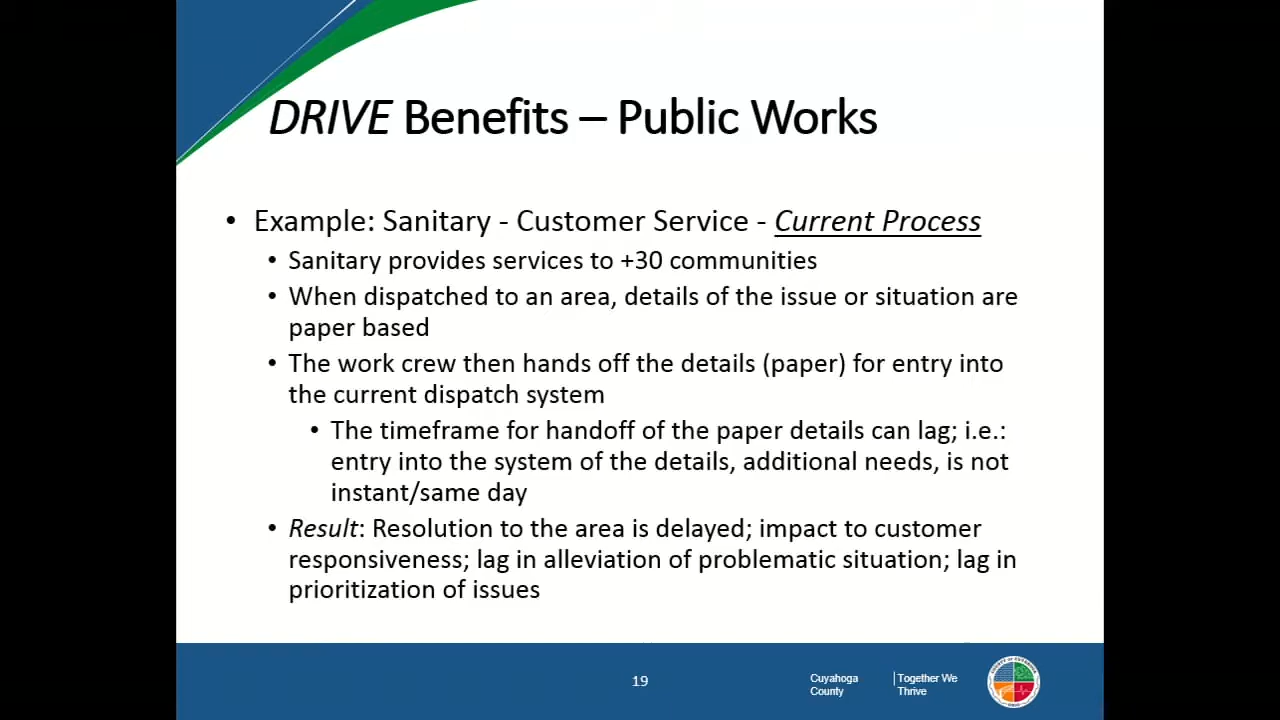 DRIVE Benefits – Public Works
• Example: Sanitary - Customer Service - Current Process
• Sanitary provides services to +30 communities
• When dispatched to an area, details of the issue or situation are
paper based
• The work crew then hands off the details (paper) for entry into
the current dispatch system
• The timeframe for handoff of the paper details can lag; i.e.:
entry into the system of the details, additional needs, is not
instant/same day
• Result: Resolution to the area is delayed; impact to customer
responsiveness; lag in alleviation of problematic situation; lag in
prioritization of issues
19
Cuyahoga
County
Together We
Thrive